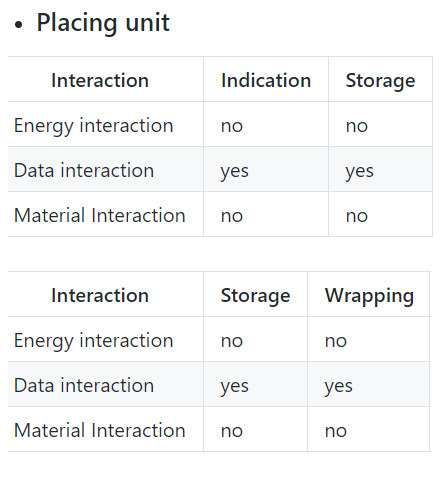 • Placing unit
Interaction Indication Storage
Energy interaction no no
Data interaction yes yes
Material Interaction no no
Interaction Storage Wrapping
Energy interaction no no
Data interaction yes yes
Material Interaction no no